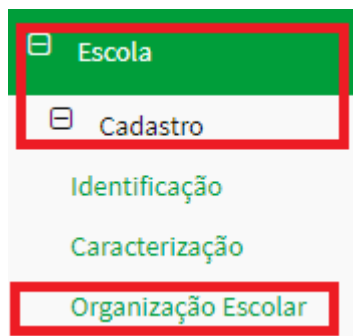 Escola
Cadastro
Identificação
Caracterização
Organização Escolar